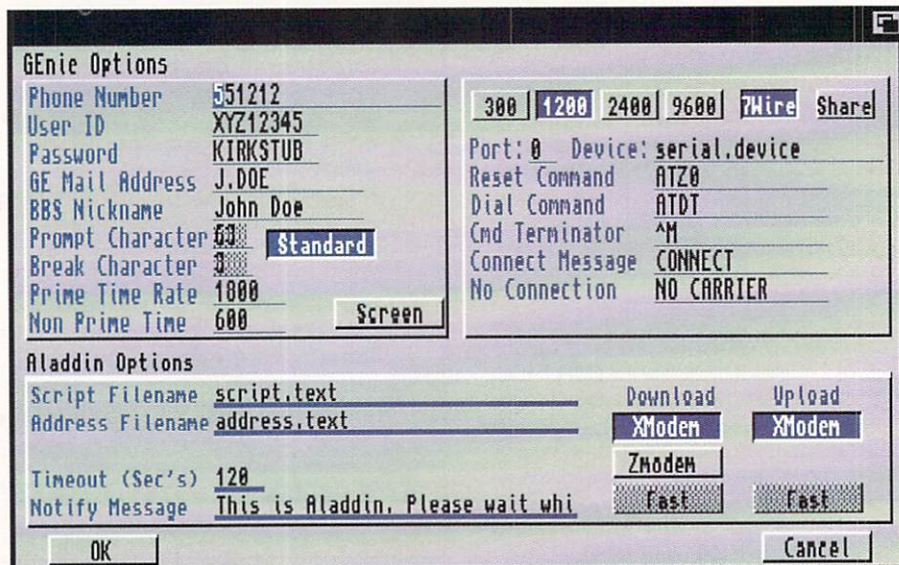 GEnie Options
Phone Number 551212
User ID XYZ12345
Password KIRKSTUB
GE Mail Address J.DOE
BBS Nickname John Doe
Prompt Character 63
Break Character 3
Standard
Prime Time Rate 1800
Non Prime Time 600
Screen
300 1200 2400 9600 7Wire Share
Port: 0 Device: serial.device
Reset Command ATZ0
Dial Command ATDT
Cmd Terminator ^M
Connect Message CONNECT
No Connection NO CARRIER
Aladdin Options
Script Filename script.text
Address Filename address.text
Timeout (Sec's) 120
Notify Message This is Aladdin. Please wait whi
Download Upload
XModem XModem
Zmodem
Fast Fast
OK Cancel